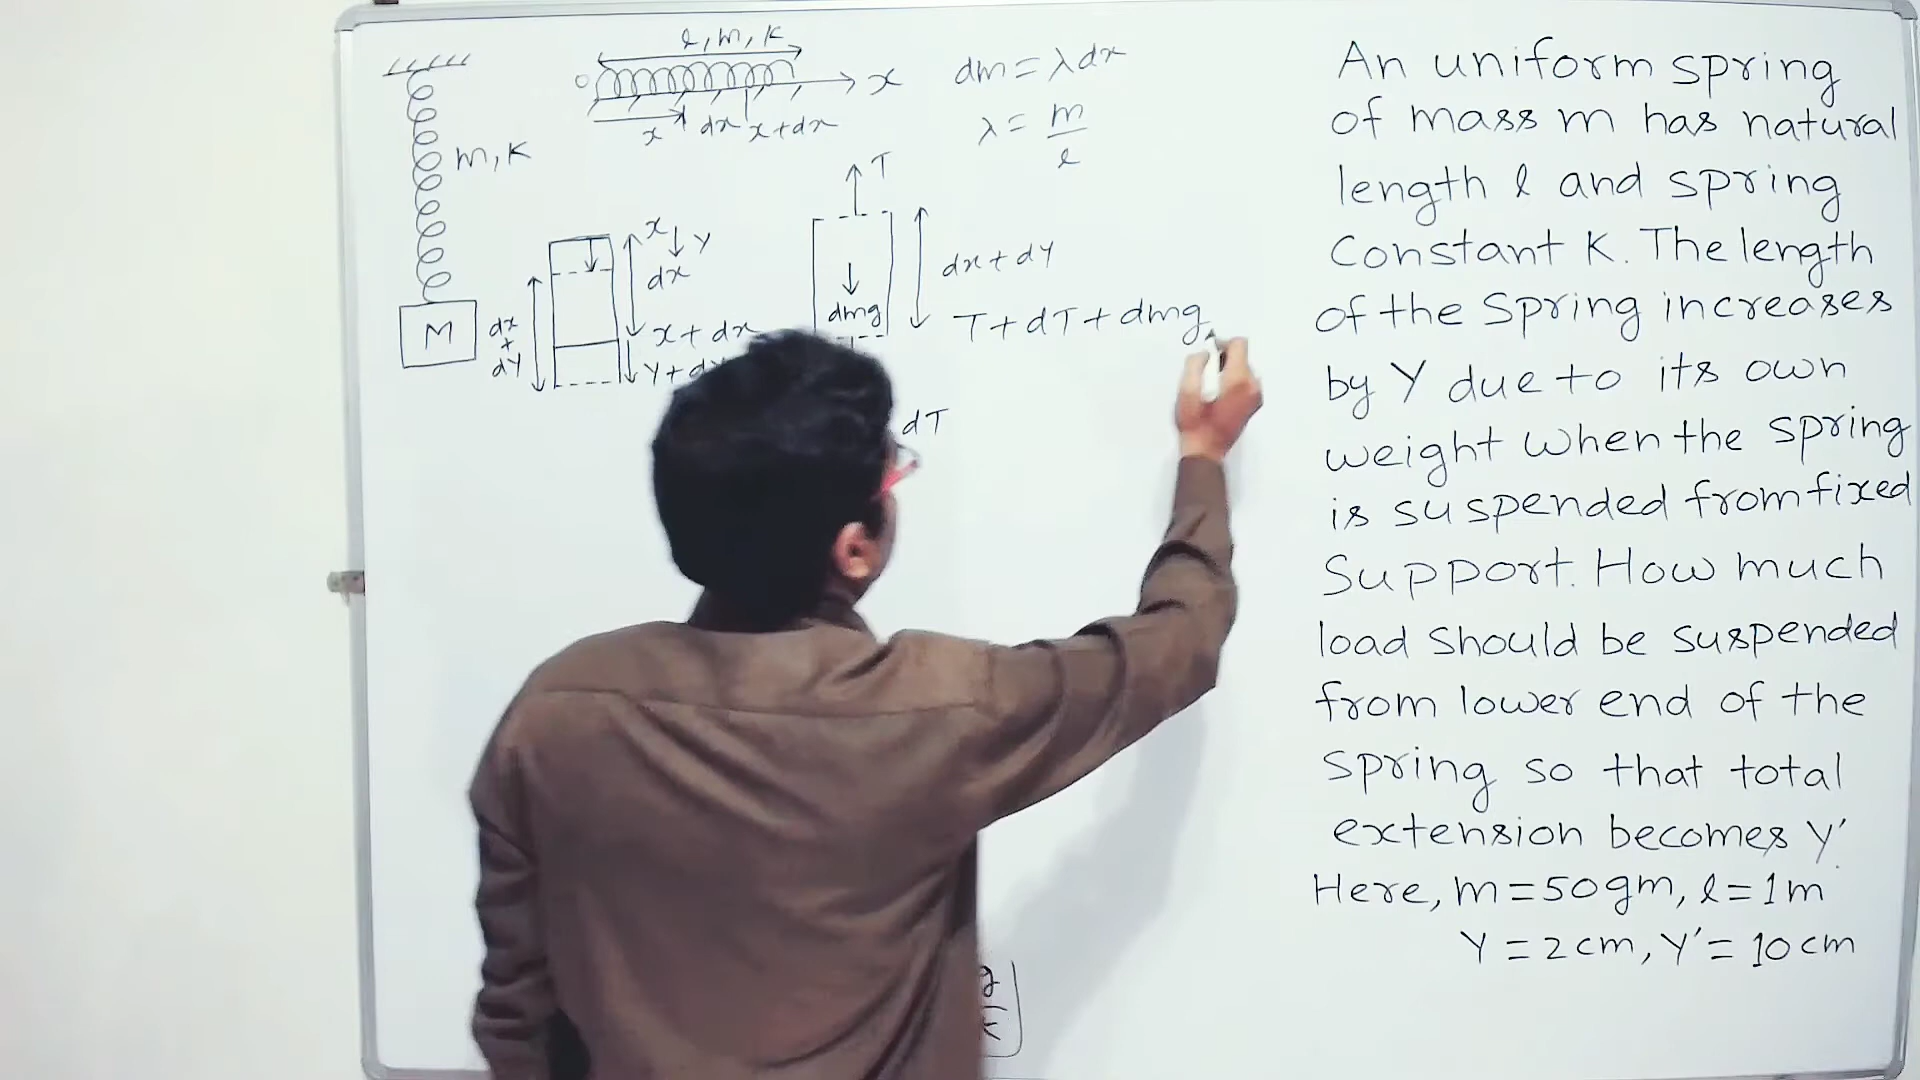 l, m, K
0
x
x dx x+dx
dm = λdx
λ = m/l
m, K
M
x
Y
dx
x + dx
dx + dY
T
dmg
dx + dY
T + dT + dmg
dT
An uniform spring
of mass m has natural
length l and spring
Constant K. The length
of the Spring increases
by Y due to its own
weight when the spring
is suspended from fixed
Support. How much
load should be suspended
from lower end of the
spring so that total
extension becomes Y'.
Here, m = 50gm, l = 1m
Y = 2cm, Y' = 10cm